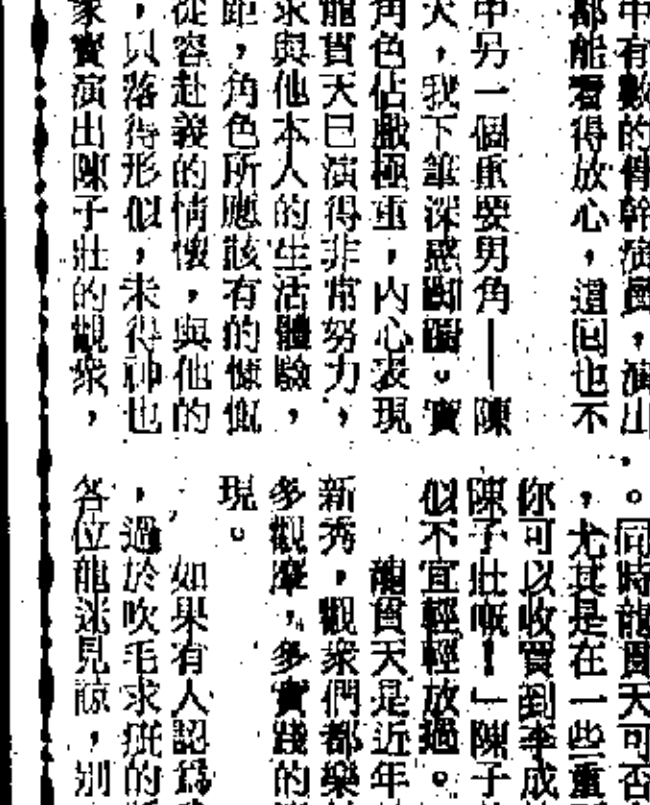 中有數的骨幹演員，演出
都能看得放心，這回也不
中另一個重要男角——陳
，我下筆深感躊躇。實
角色佔戲極重，內心表現
龍貫天已演得非常努力，
求與他本人的生活體驗，
距，角色所應該有的慷慨
從容赴義的情懷，與他的
，只落得形似，未得神也
家寶演出陳子壯的觀衆，
。同時龍貫天可否
，尤其是在一些重
你可以收買到李成
陳子壯嘅！」陳子
似不宜輕輕放過。
龍貫天是近年
新秀，觀衆們都樂
多觀摩，多實踐的
現。
如果有人認爲
，過於吹毛求疵的
各位龍迷見諒，別